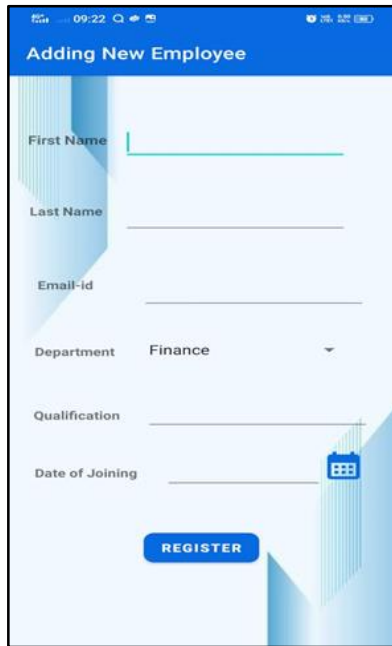 09:22
Adding New Employee
First Name
Last Name
Email-id
Department Finance
Qualification
Date of Joining
REGISTER